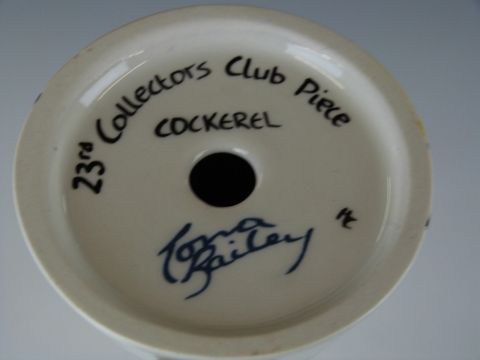 23rd Collectors Club Piece
COCKEREL
Lorna
Bailey